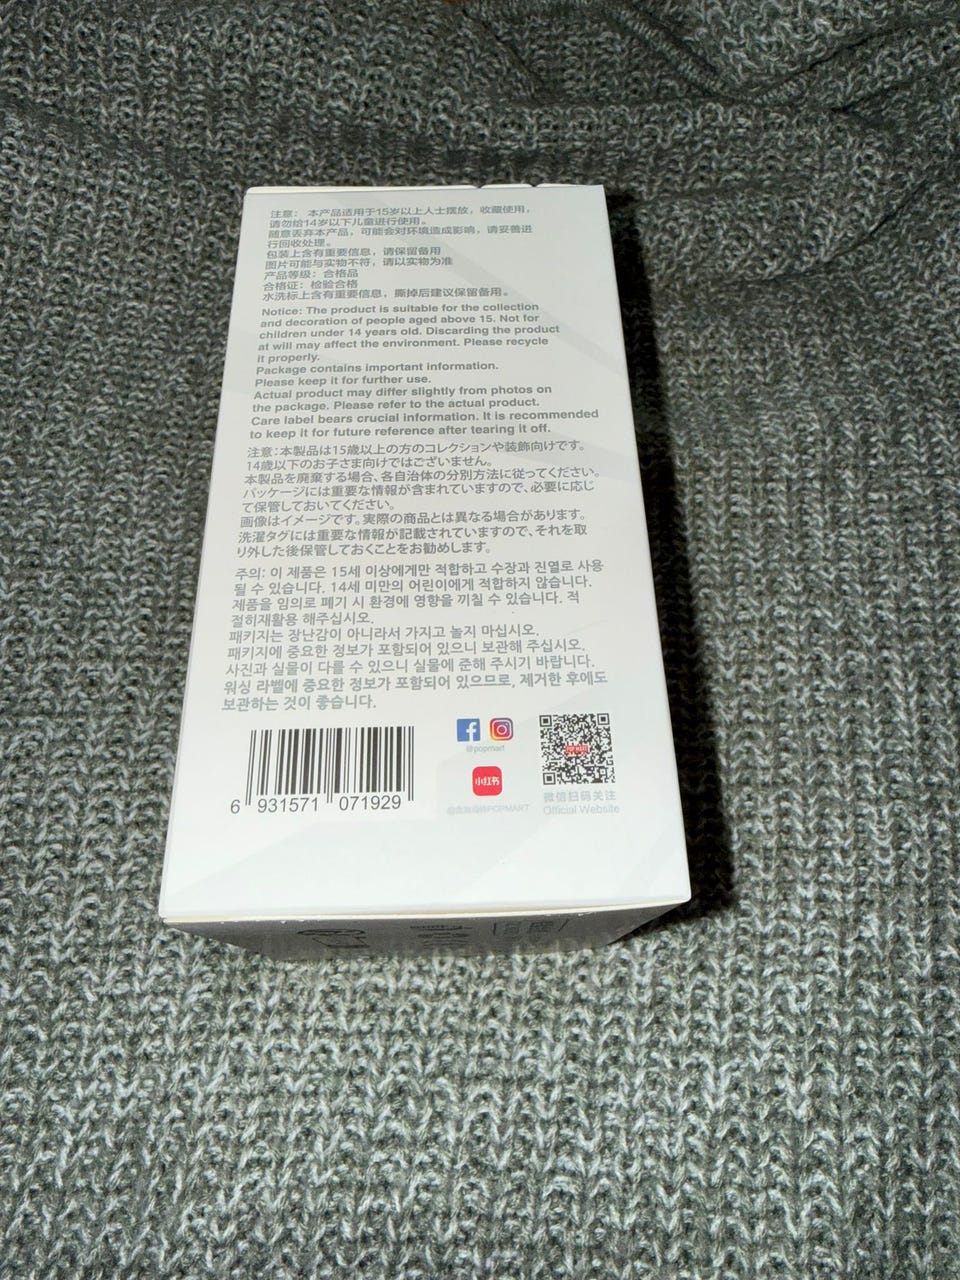 注意： 本产品适用于15岁以上人士摆放，收藏使用，
请勿给14岁以下儿童进行使用。
随意丢弃本产品，可能会对环境造成影响，请妥善进
行回收处理。
包装上含有重要信息，请保留备用
图片可能与实物不符，请以实物为准
产品等级：合格品
合格证：检验合格
水洗标上含有重要信息，撕掉后建议保留备用。
Notice: The product is suitable for the collection
and decoration of people aged above 15. Not for
children under 14 years old. Discarding the product
at will may affect the environment. Please recycle
it properly.
Package contains important information.
Please keep it for further use.
Actual product may differ slightly from photos on
the package. Please refer to the actual product.
Care label bears crucial information. It is recommended
to keep it for future reference after tearing it off.
注意：本製品は15歳以上の方のコレクションや装飾向けです。
14歳以下のお子さま向けではございません。
本製品を廃棄する場合、各自治体の分別方法に従ってください。
パッケージには重要な情報が含まれていますので、必要に応じ
て保管しておいてください。
画像はイメージです。実際の商品とは異なる場合があります。
洗濯タグには重要な情報が記載されていますので、それを取
り外した後保管しておくことをお勧めします。
주의: 이 제품은 15세 이상에게만 적합하고 수장과 진열로 사용
될 수 있습니다. 14세 미만의 어린이에게 적합하지 않습니다.
제품을 임의로 폐기 시 환경에 영향을 끼칠 수 있습니다. 적
절히재활용 해주십시오.
패키지는 장난감이 아니라서 가지고 놀지 마십시오.
패키지에 중요한 정보가 포함되어 있으니 보관해 주십시오.
사진과 실물이 다를 수 있으니 실물에 준해 주시기 바랍니다.
워싱 라벨에 중요한 정보가 포함되어 있으므로, 제거한 후에도
보관하는 것이 좋습니다.
@popmart
POP MART
小红书
POPMART
微信扫码关注
Official Website
6 931571 071929